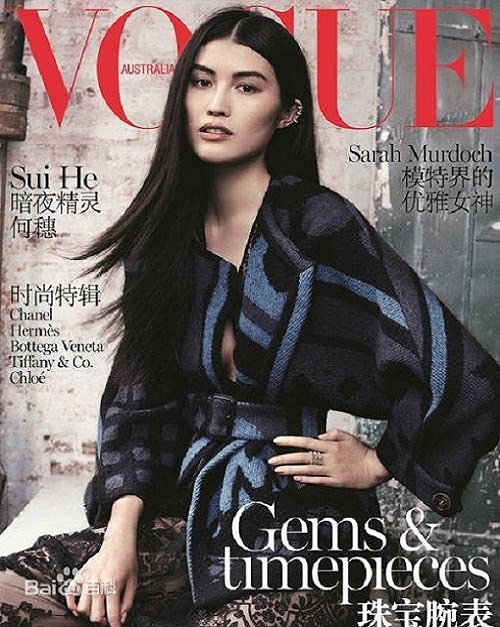 VOGUE
AUSTRALIA
Sui He
暗夜精灵
何穗
Sarah Murdoch
模特界的
优雅女神
时尚特辑
Chanel
Hermès
Bottega Veneta
Tiffany & Co.
Chloé
Gems &
timepieces
珠宝腕表
Bai百科